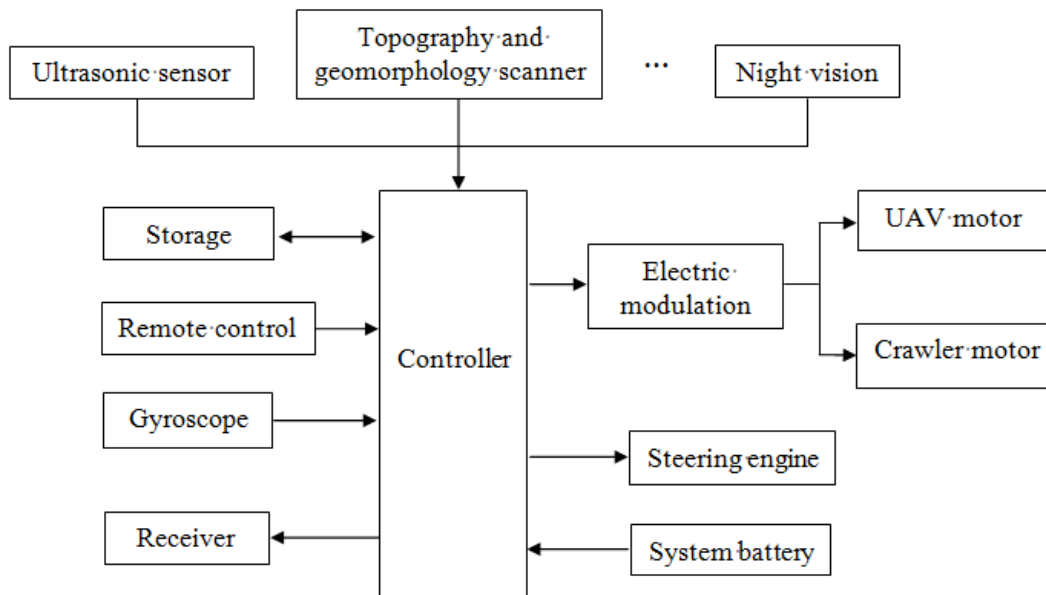 Topography and
geomorphology scanner
Ultrasonic sensor
...
Night vision
Storage
Remote control
Gyroscope
Receiver
Controller
Electric
modulation
UAV motor
Crawler motor
Steering engine
System battery